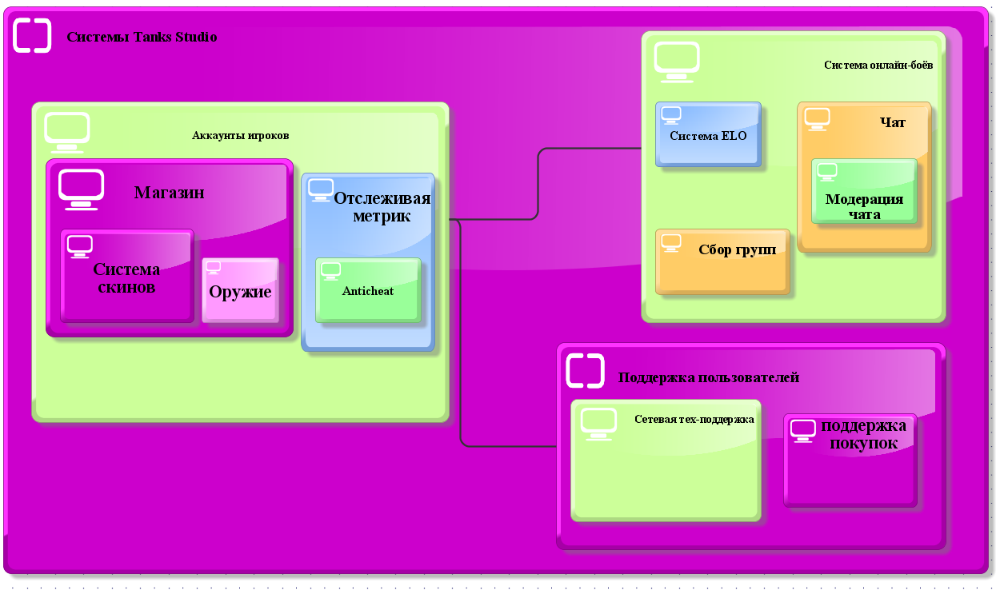 Системы Tanks Studio
Аккаунты игроков
Магазин
Система
скинов
Оружие
Отслеживая
метрик
Anticheat
Система онлайн-боёв
Система ELO
Чат
Модерация
чата
Сбор групп
Поддержка пользователей
Сетевая тех-поддержка
поддержка
покупок